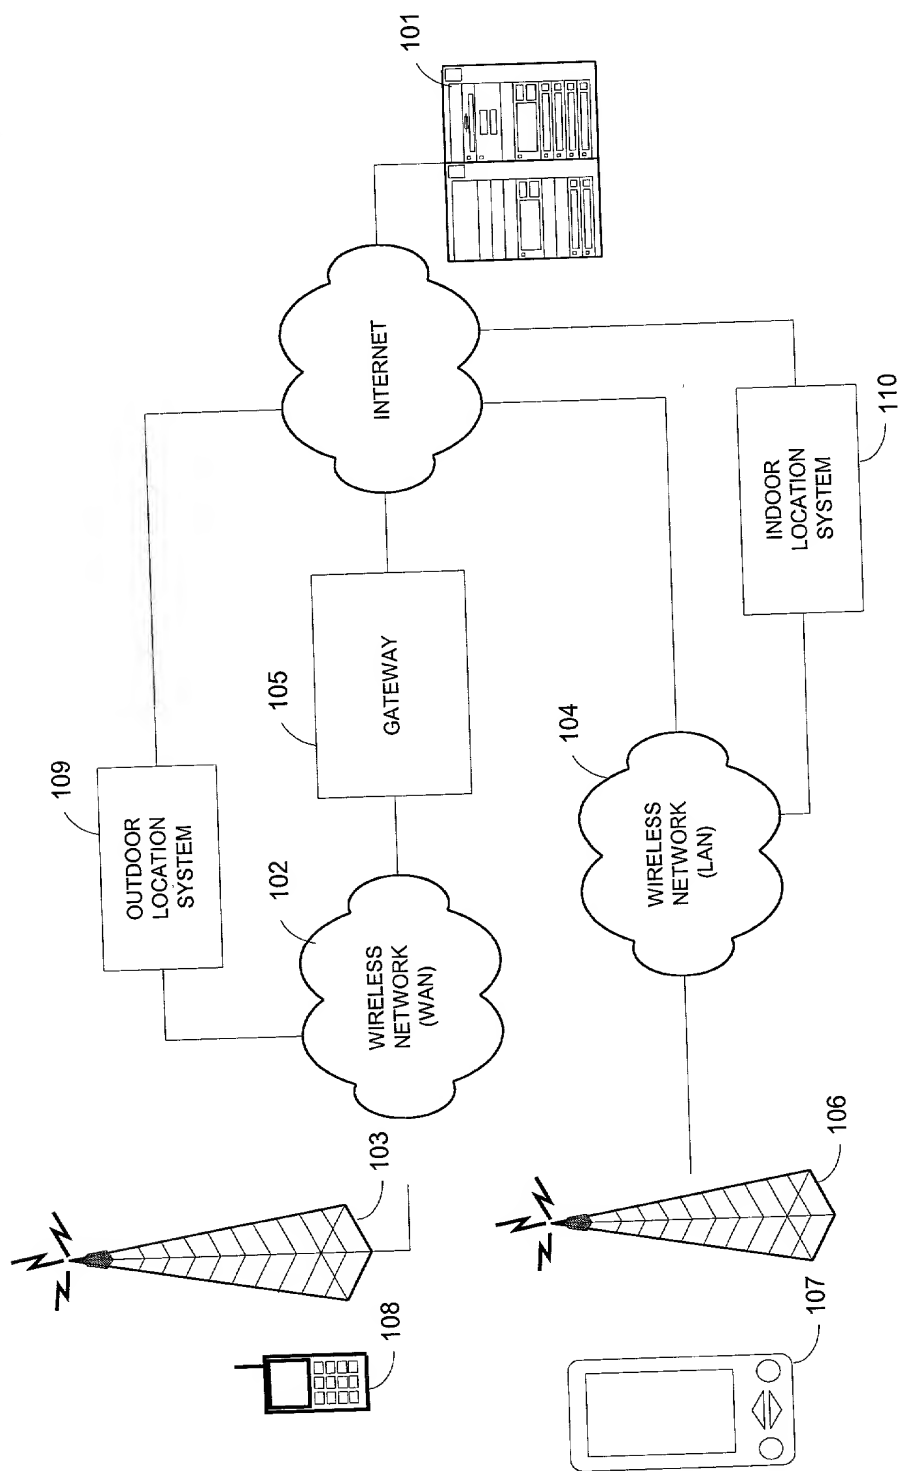 108
103
WIRELESS
NETWORK
(WAN)
102
OUTDOOR
LOCATION
SYSTEM
109
GATEWAY
105
INTERNET
101
107
106
WIRELESS
NETWORK
(LAN)
104
INDOOR
LOCATION
SYSTEM
110